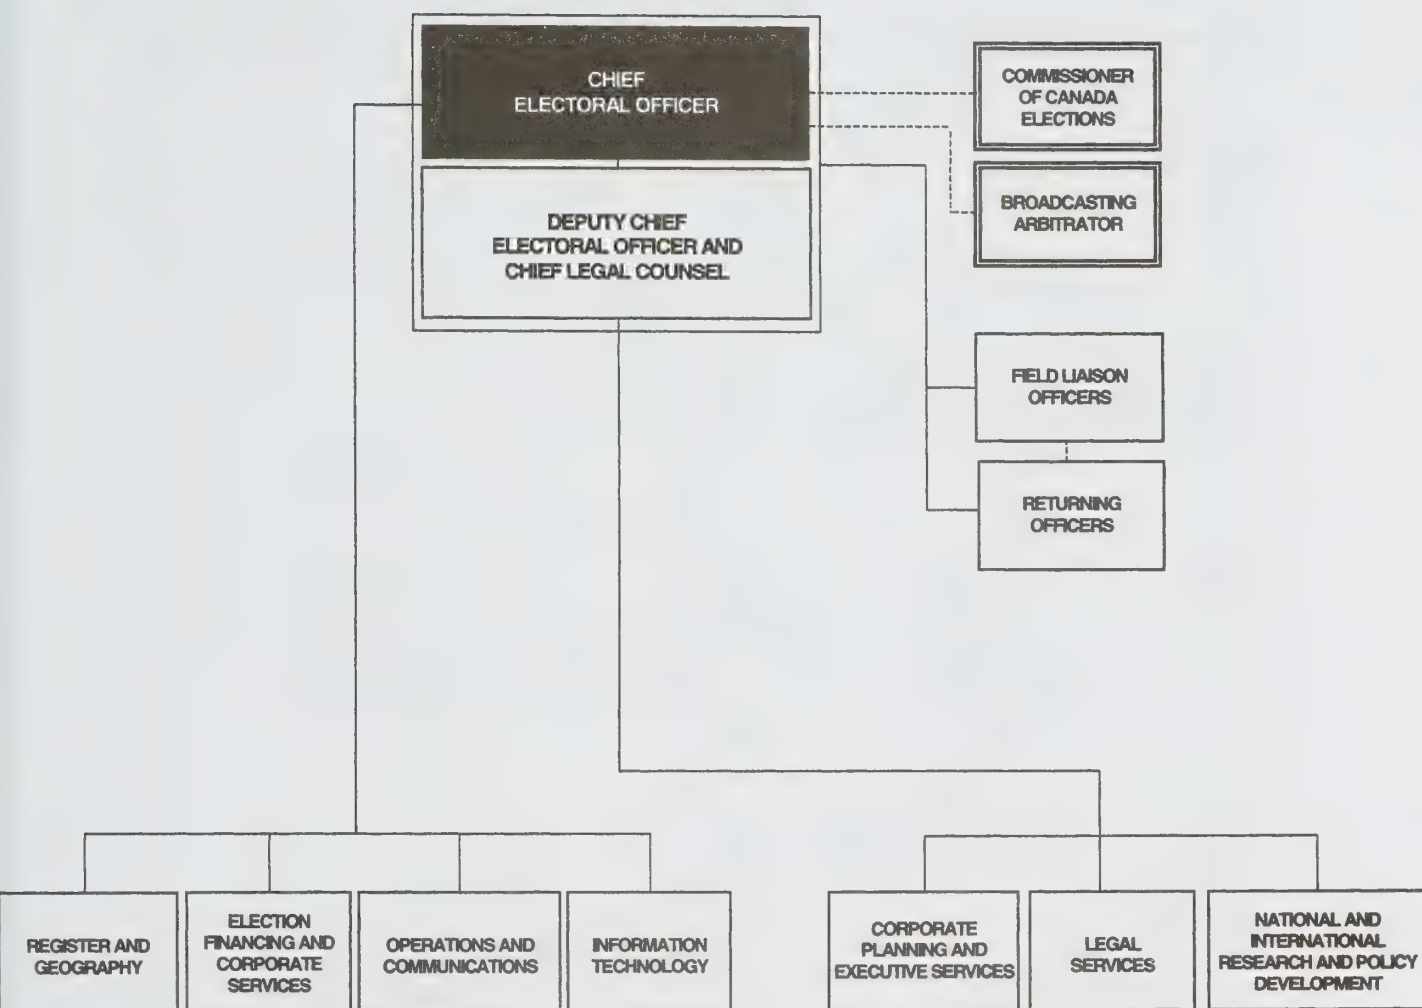 CHIEF
ELECTORAL OFFICER
COMMISSIONER
OF CANADA
ELECTIONS
DEPUTY CHIEF
ELECTORAL OFFICER AND
CHIEF LEGAL COUNSEL
BROADCASTING
ARBITRATOR
FIELD LIAISON
OFFICERS
RETURNING
OFFICERS
REGISTER AND
GEOGRAPHY
ELECTION
FINANCING AND
CORPORATE
SERVICES
OPERATIONS AND
COMMUNICATIONS
INFORMATION
TECHNOLOGY
CORPORATE
PLANNING AND
EXECUTIVE SERVICES
LEGAL
SERVICES
NATIONAL AND
INTERNATIONAL
RESEARCH AND POLICY
DEVELOPMENT